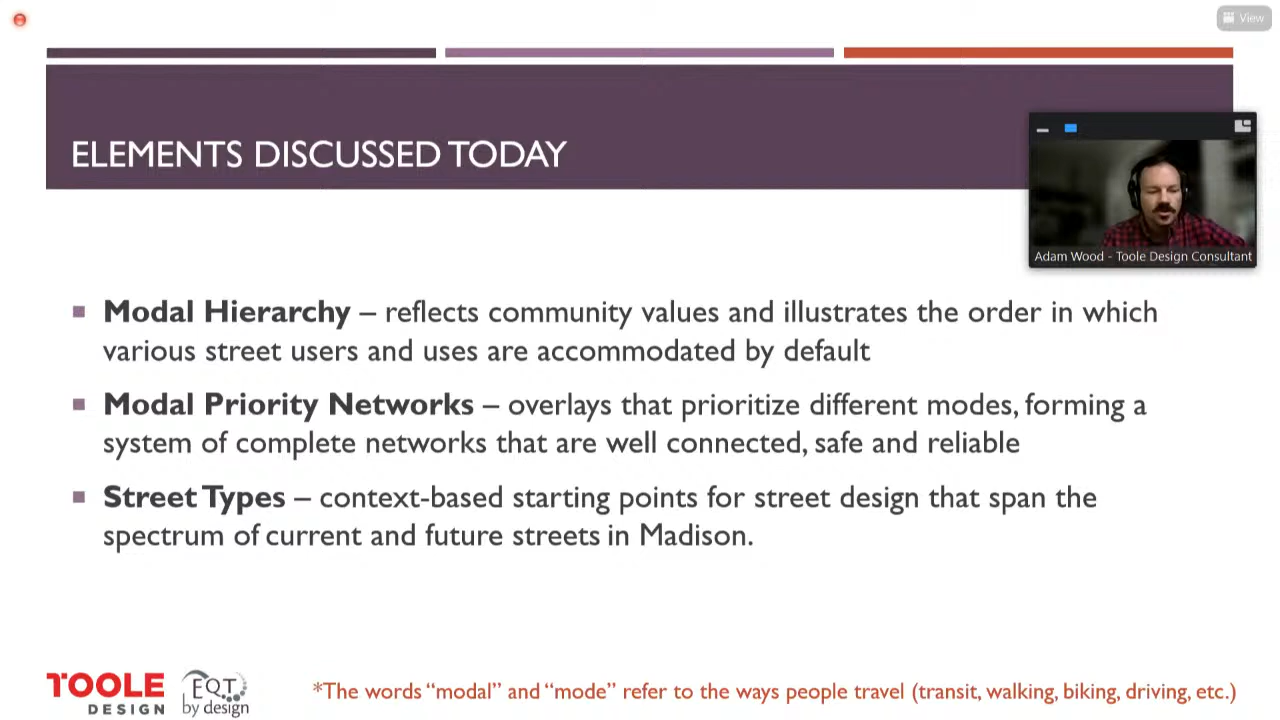 View
ELEMENTS DISCUSSED TODAY
Adam Wood - Toole Design Consultant
▪ Modal Hierarchy – reflects community values and illustrates the order in which
various street users and uses are accommodated by default
▪ Modal Priority Networks – overlays that prioritize different modes, forming a
system of complete networks that are well connected, safe and reliable
▪ Street Types – context-based starting points for street design that span the
spectrum of current and future streets in Madison.
TOOLE
DESIGN
EQT
by design
*The words “modal” and “mode” refer to the ways people travel (transit, walking, biking, driving, etc.)